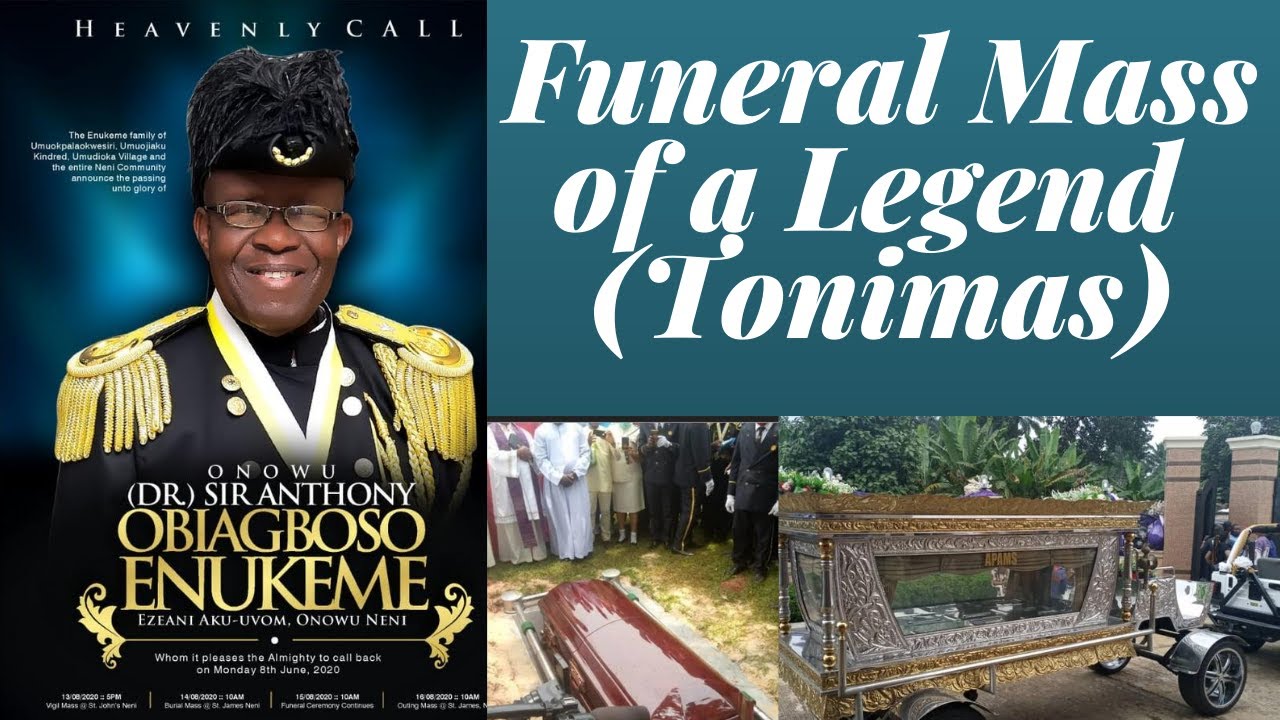 HEAVENLY CALL
The Enukeme family of
Umuokpalaokwesiri, Umuojiaku
Kindred, Umudioka Village and
the entire Neni Community
announce the passing
unto glory of
ONOWU
(DR.) SIR ANTHONY
OBIAGBOSO
ENUKEME
EZEANI AKU-UVOM, ONOWU NENI
Whom it pleases the Almighty to call back
on Monday 8th June, 2020
13/08/2020 :: 5PM
Vigil Mass @ St. John's Neni
14/08/2020 :: 10AM
Burial Mass @ St. James Neni
15/08/2020 :: 10AM
Funeral Ceremony Continues
16/08/2020 :: 10AM
Outing Mass @ St. James, N
Funeral Mass
of a Legend
(Tonimas)
APAMS